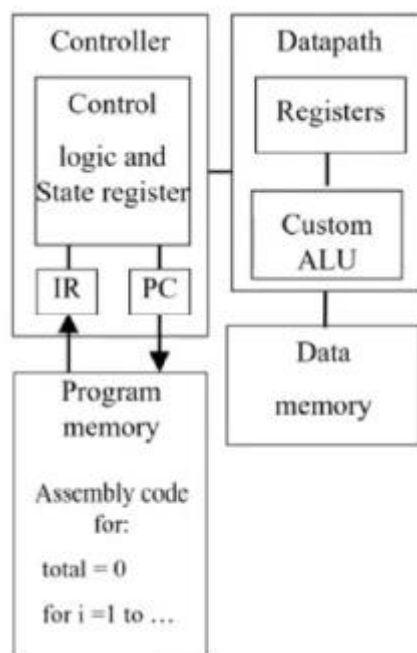 Controller
Control
logic and
State register
IR
PC
Program
memory
Assembly code
for:
total = 0
for i =1 to …
Datapath
Registers
Custom
ALU
Data
memory